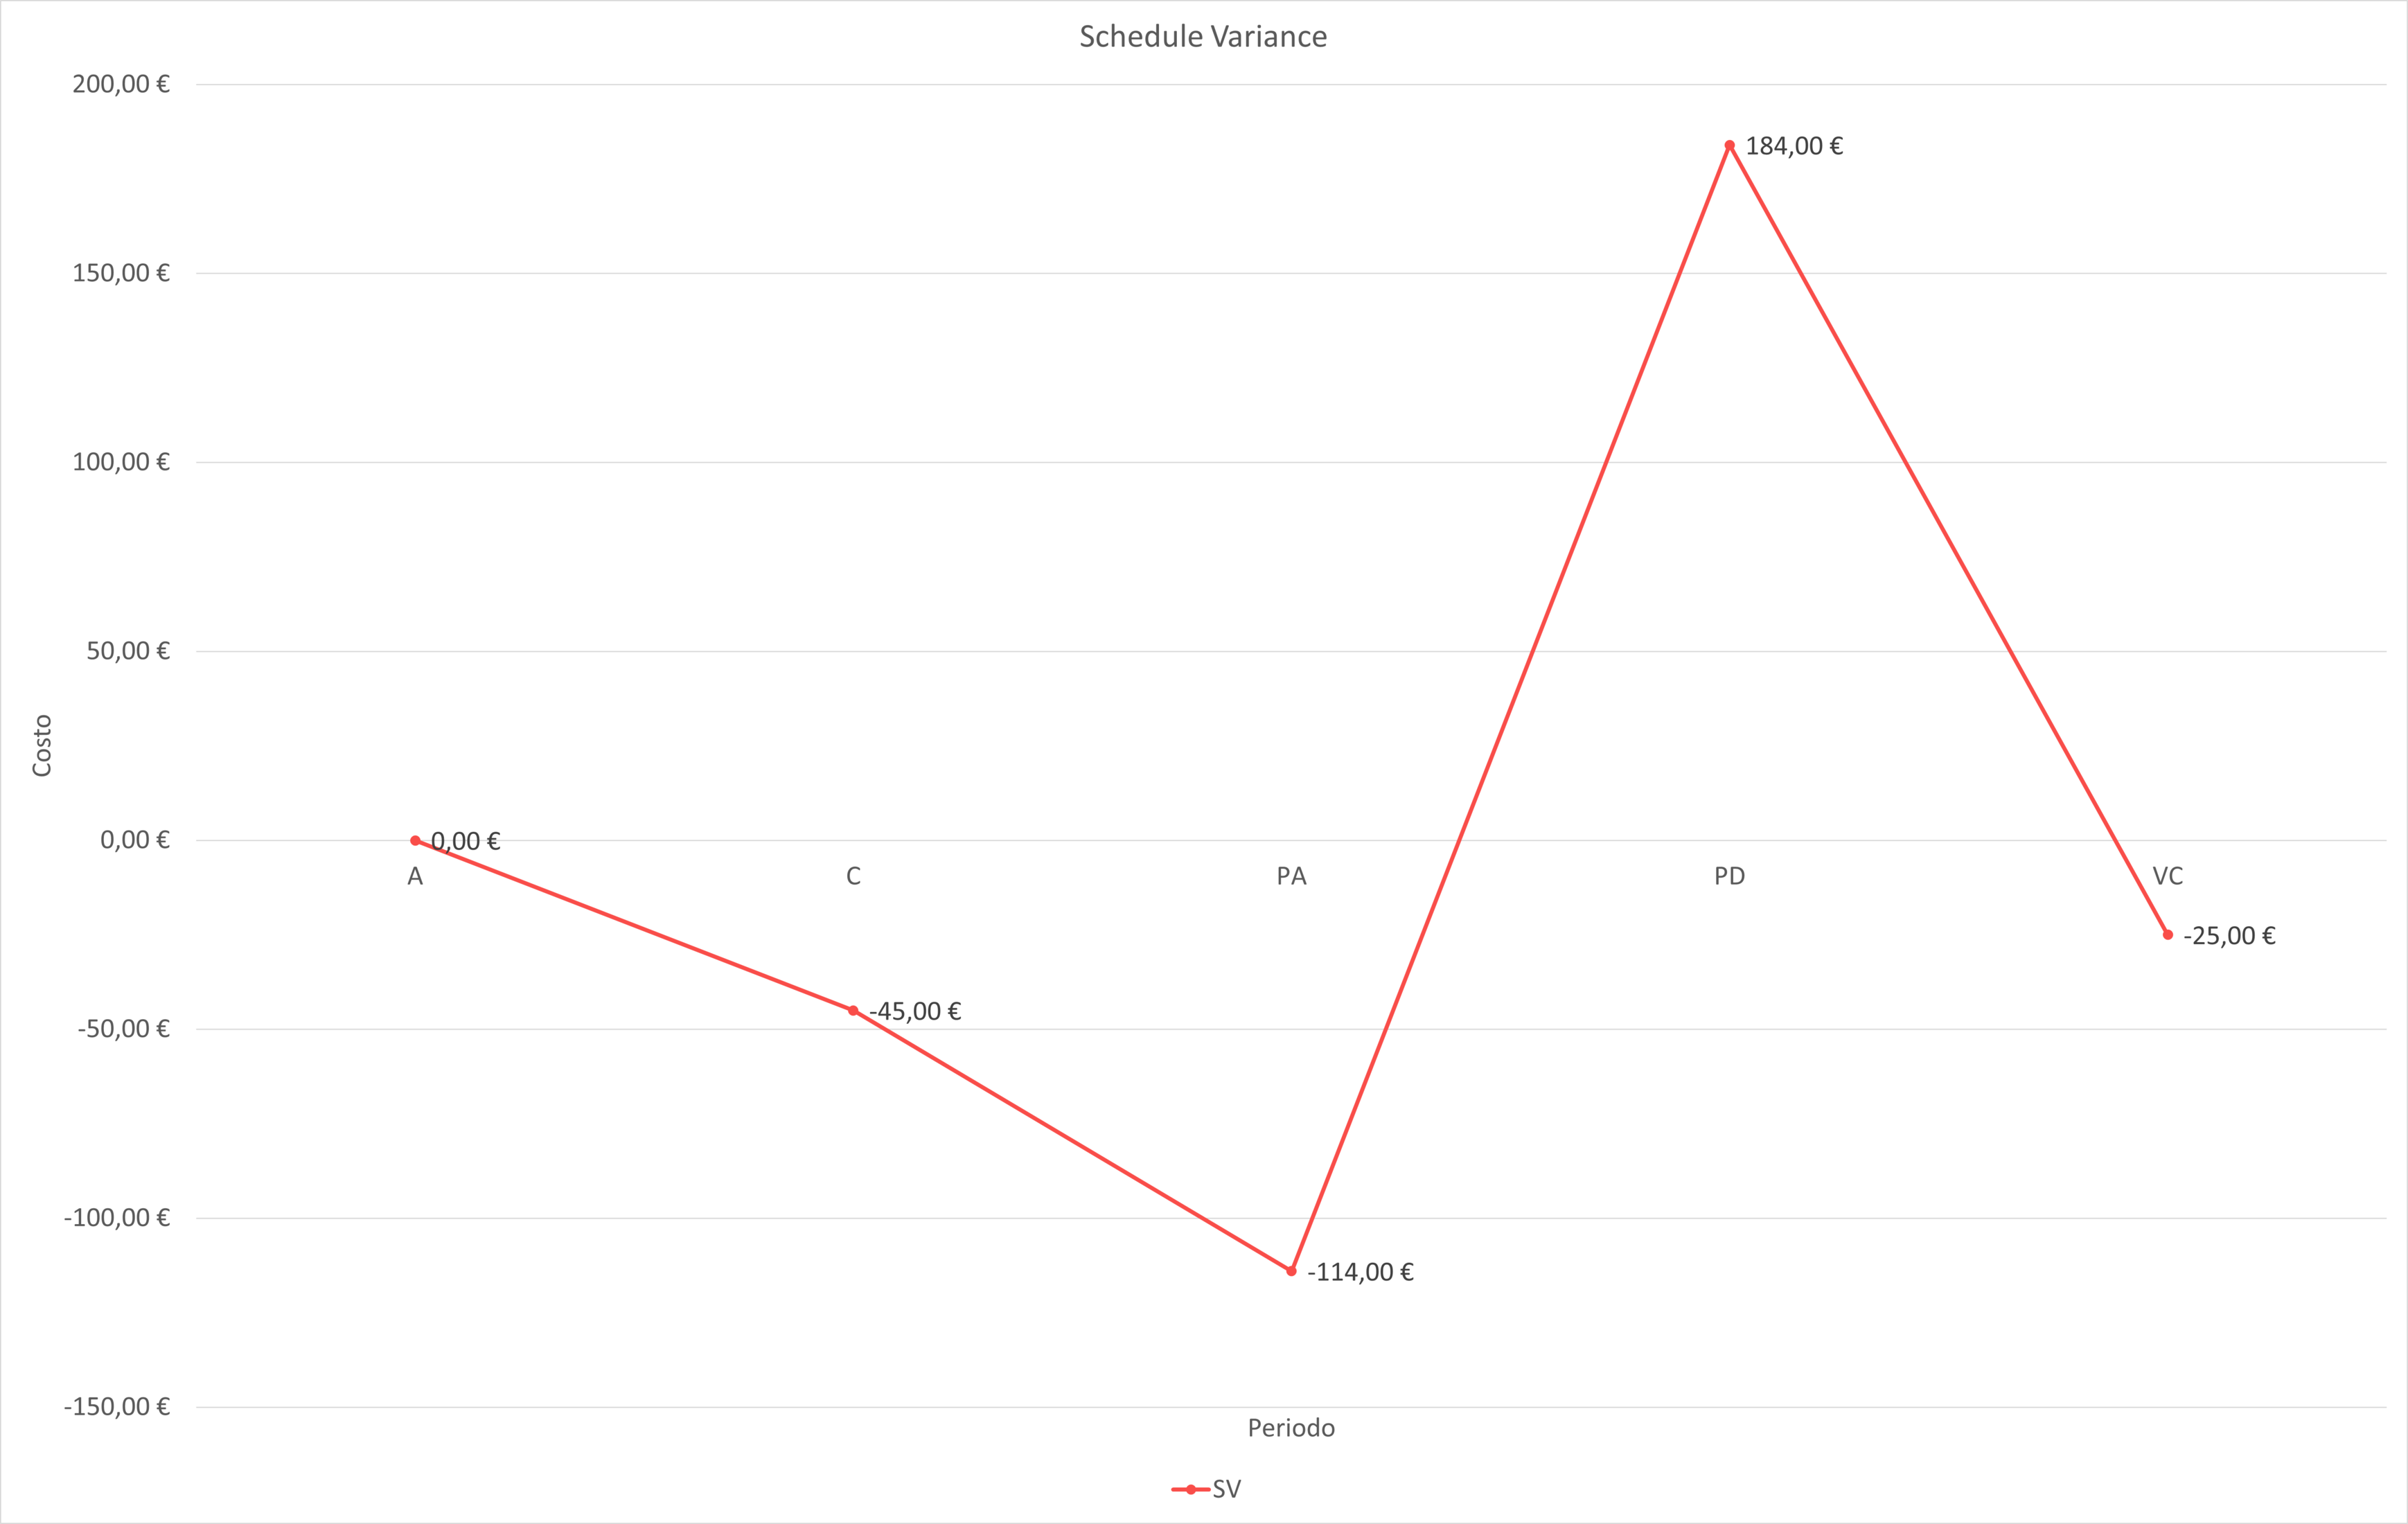 Schedule Variance
200,00 €
184,00 €
150,00 €
100,00 €
50,00 €
Costo
0,00 €
0,00 €
A
C
PA
PD
VC
-25,00 €
-45,00 €
-50,00 €
-100,00 €
-114,00 €
-150,00 €
Periodo
SV